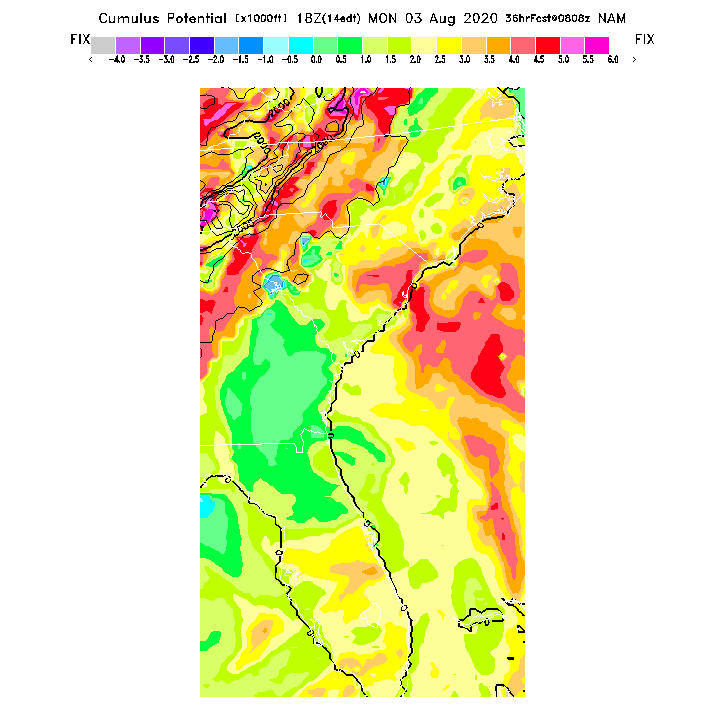 Cumulus Potential [x1000ft] 18Z(14edt) MON 03 Aug 2020 36hrFcst@0808z NAM
FIX FIX
< -4.0 -3.5 -3.0 -2.5 -2.0 -1.5 -1.0 -0.5 0.0 0.5 1.0 1.5 2.0 2.5 3.0 3.5 4.0 4.5 5.0 5.5 6.0 >
2000
2000